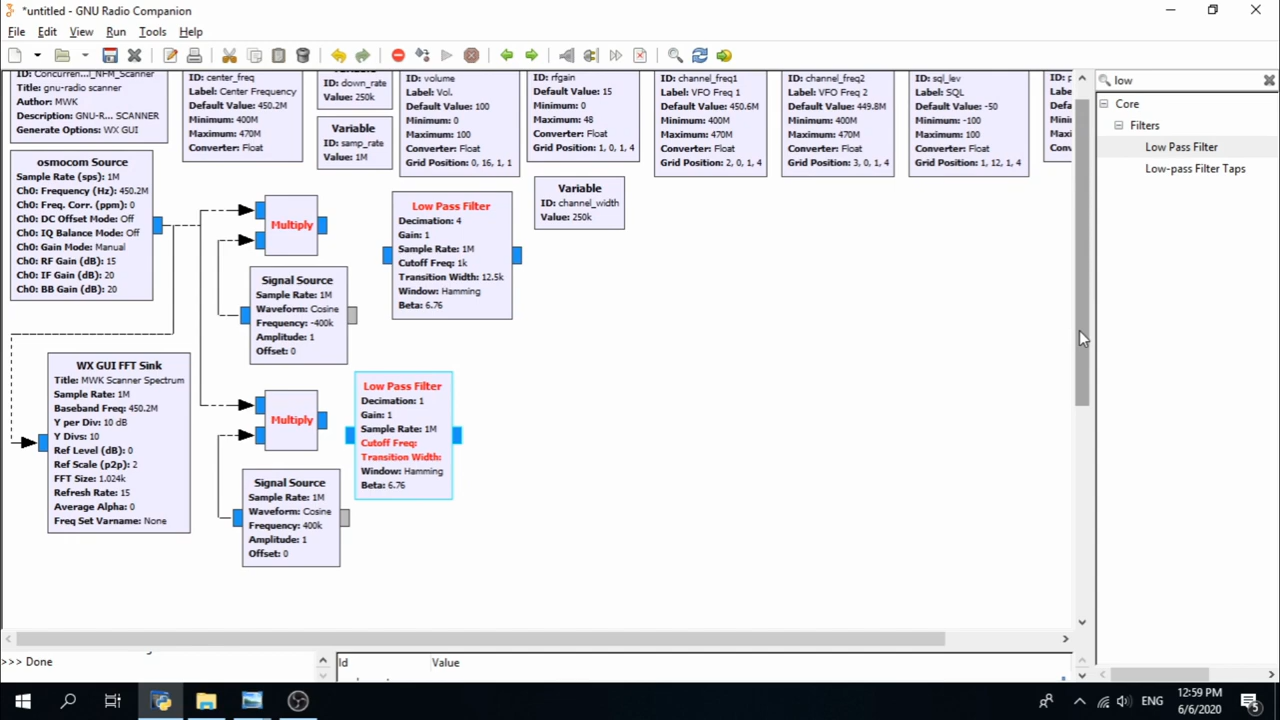 *untitled - GNU Radio Companion
File Edit View Run Tools Help
ID: Concurren...l_NFM_Scanner
Title: gnu-radio scanner
Author: MWK
Description: GNU-R... SCANNER
Generate Options: WX GUI
ID: center_freq
Label: Center Frequency
Default Value: 450.2M
Minimum: 400M
Maximum: 470M
Converter: Float
ID: down_rate
Value: 250k
Variable
ID: samp_rate
Value: 1M
ID: volume
Label: Vol.
Default Value: 100
Minimum: 0
Maximum: 100
Converter: Float
Grid Position: 0, 16, 1, 1
ID: rfgain
Default Value: 15
Minimum: 0
Maximum: 48
Converter: Float
Grid Position: 1, 0, 1, 4
ID: channel_freq1
Label: VFO Freq 1
Default Value: 450.6M
Minimum: 400M
Maximum: 470M
Converter: Float
Grid Position: 2, 0, 1, 4
ID: channel_freq2
Label: VFO Freq 2
Default Value: 449.8M
Minimum: 400M
Maximum: 470M
Converter: Float
Grid Position: 3, 0, 1, 4
ID: sql_lev
Label: SQL
Default Value: -50
Minimum: -100
Maximum: 100
Converter: Float
Grid Position: 1, 12, 1, 4
osmocom Source
Sample Rate (sps): 1M
Ch0: Frequency (Hz): 450.2M
Ch0: Freq. Corr. (ppm): 0
Ch0: DC Offset Mode: Off
Ch0: IQ Balance Mode: Off
Ch0: Gain Mode: Manual
Ch0: RF Gain (dB): 15
Ch0: IF Gain (dB): 20
Ch0: BB Gain (dB): 20
Multiply
Low Pass Filter
Decimation: 4
Gain: 1
Sample Rate: 1M
Cutoff Freq: 1k
Transition Width: 12.5k
Window: Hamming
Beta: 6.76
Variable
ID: channel_width
Value: 250k
Signal Source
Sample Rate: 1M
Waveform: Cosine
Frequency: -400k
Amplitude: 1
Offset: 0
WX GUI FFT Sink
Title: MWK Scanner Spectrum
Sample Rate: 1M
Baseband Freq: 450.2M
Y per Div: 10 dB
Y Divs: 10
Ref Level (dB): 0
Ref Scale (p2p): 2
FFT Size: 1.024k
Refresh Rate: 15
Average Alpha: 0
Freq Set Varname: None
Multiply
Low Pass Filter
Decimation: 1
Gain: 1
Sample Rate: 1M
Cutoff Freq:
Transition Width:
Window: Hamming
Beta: 6.76
Signal Source
Sample Rate: 1M
Waveform: Cosine
Frequency: 400k
Amplitude: 1
Offset: 0
low
Core
Filters
Low Pass Filter
Low-pass Filter Taps
>>> Done
Id Value
ENG
12:59 PM
6/6/2020
5